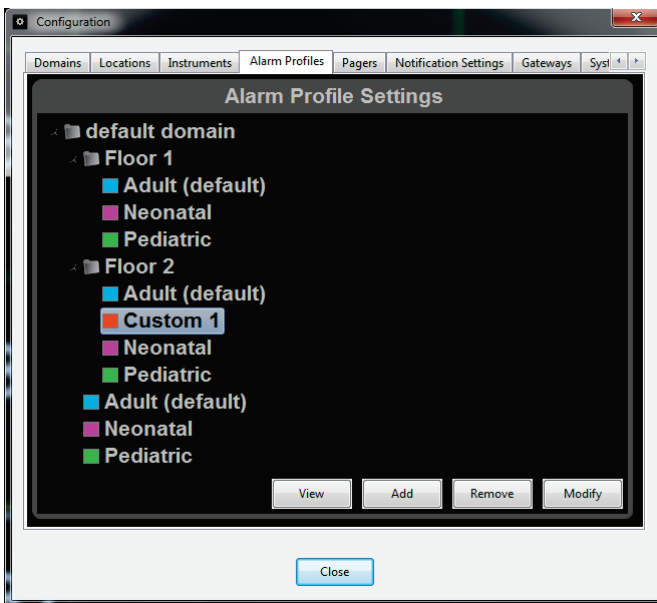 Configuration
Domains Locations Instruments Alarm Profiles Pagers Notification Settings Gateways Syst
Alarm Profile Settings
default domain
Floor 1
Adult (default)
Neonatal
Pediatric
Floor 2
Adult (default)
Custom 1
Neonatal
Pediatric
Adult (default)
Neonatal
Pediatric
View Add Remove Modify
Close